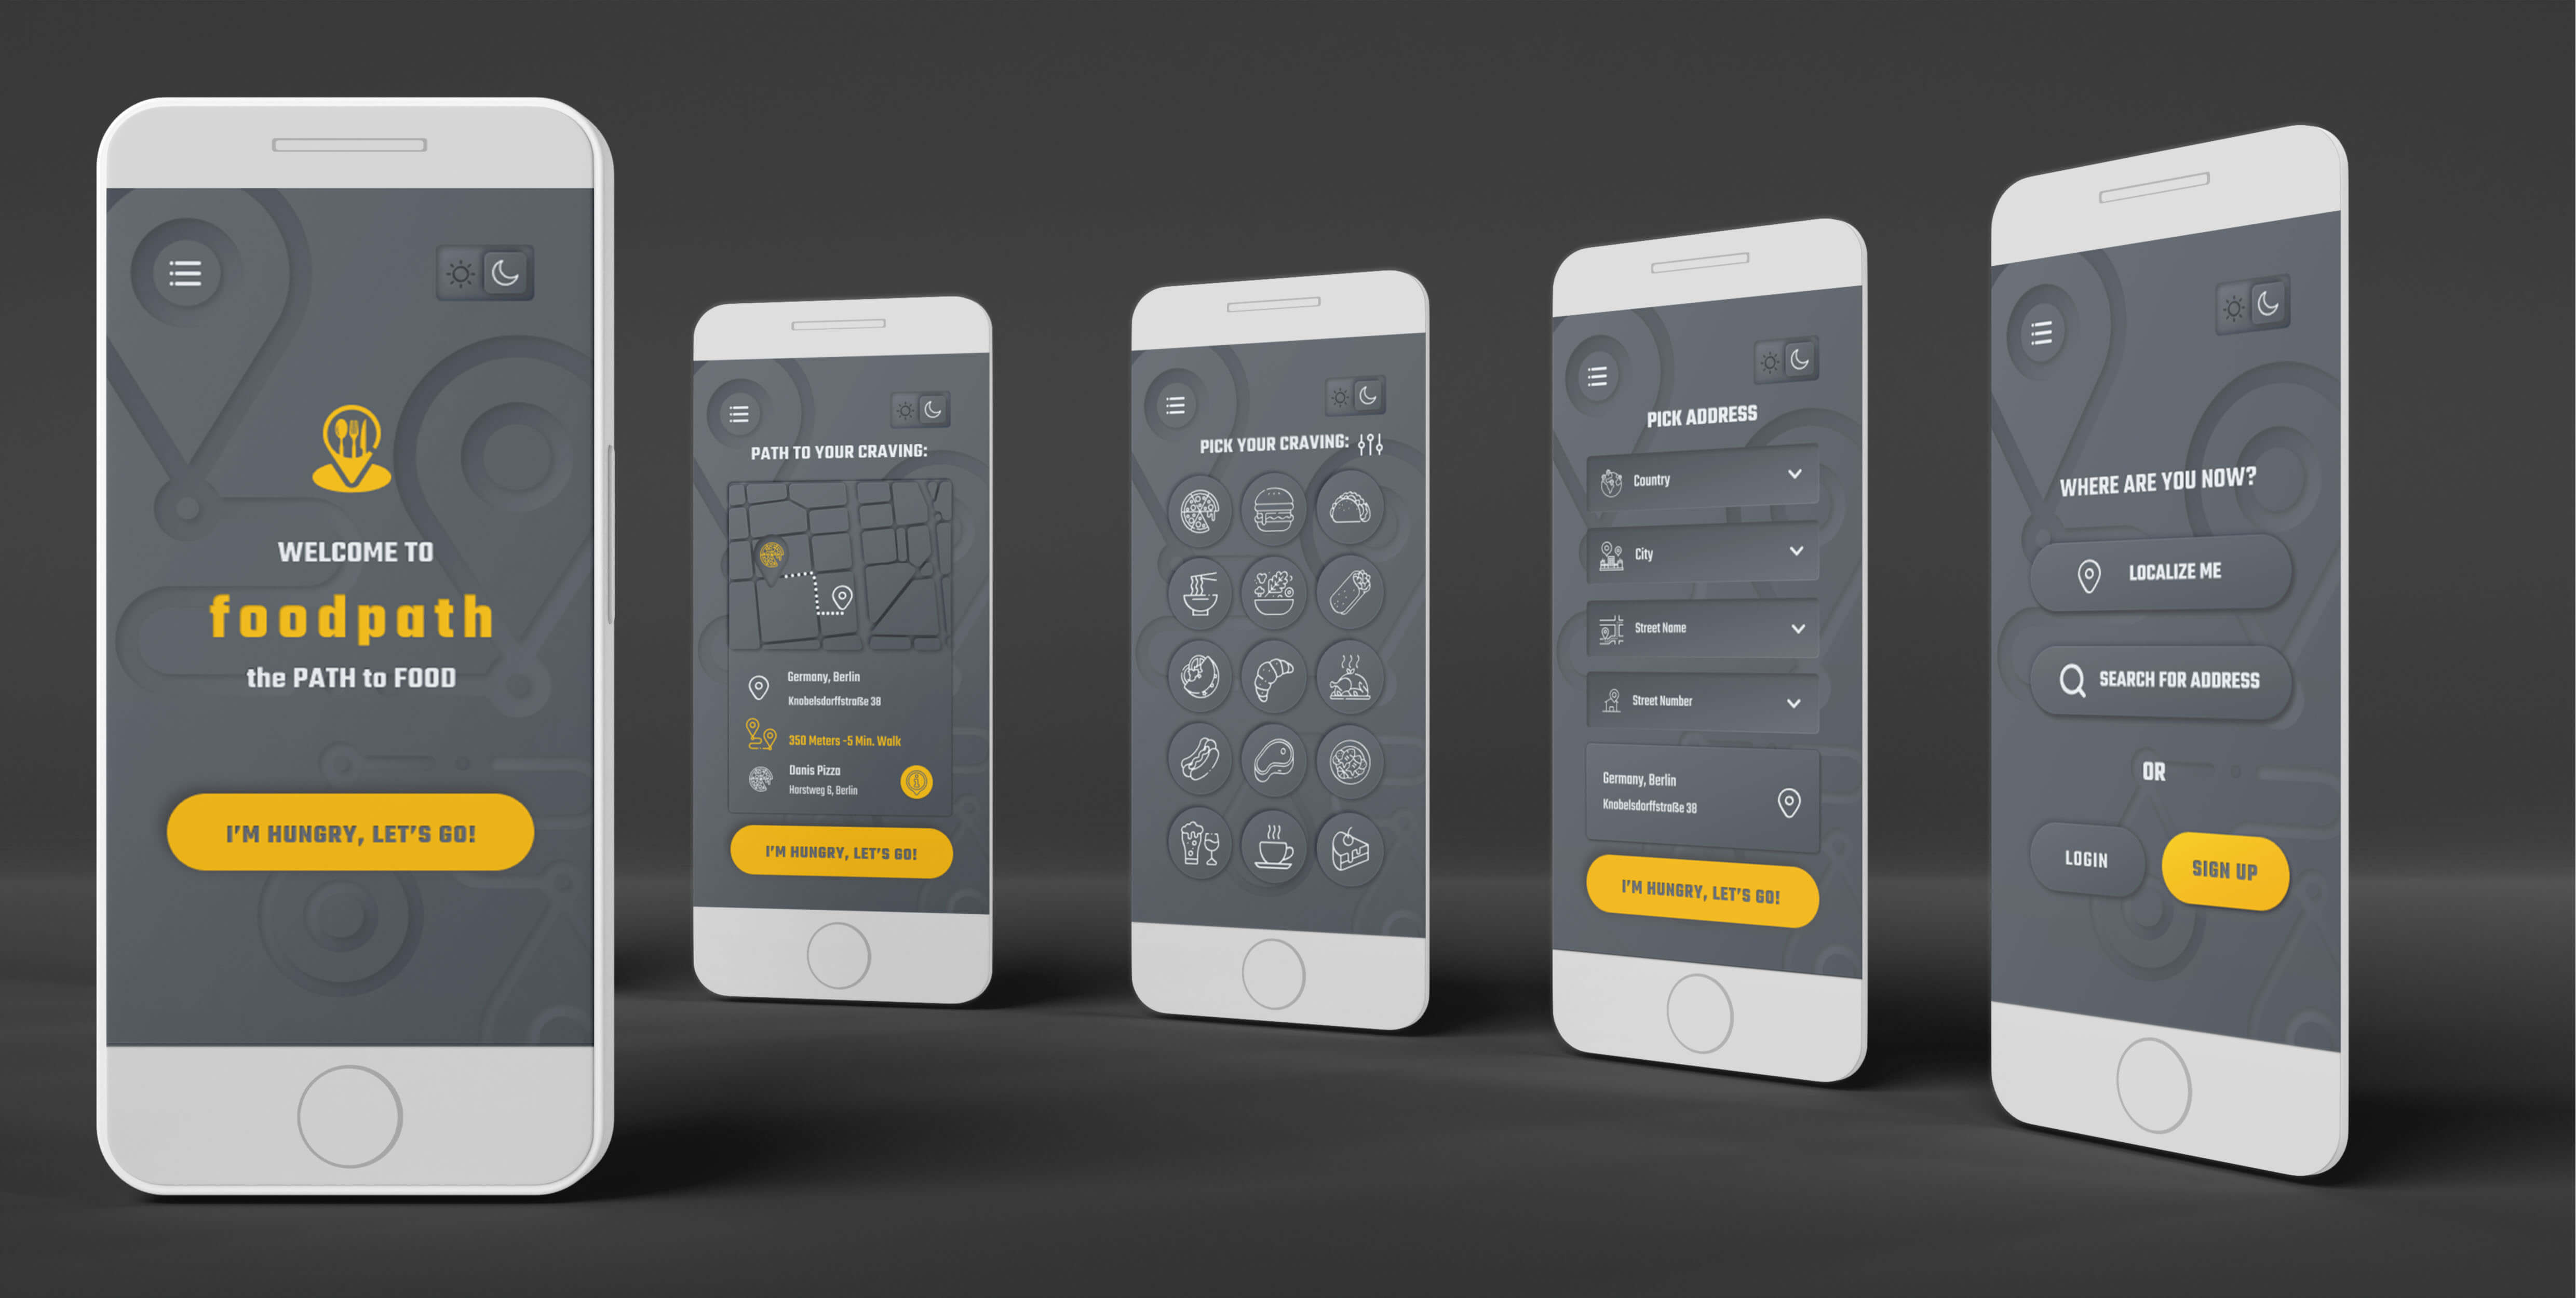 WELCOME TO
foodpath
the PATH to FOOD
I'M HUNGRY, LET'S GO!
PATH TO YOUR CRAVING:
Germany, Berlin
Knobelsdorffstraße 38
350 Meters -5 Min. Walk
Danis Pizza
Horstweg 6, Berlin
I'M HUNGRY, LET'S GO!
PICK YOUR CRAVING:
PICK ADDRESS
Country
City
Street Name
Street Number
Germany, Berlin
Knobelsdorffstraße 38
I'M HUNGRY, LET'S GO!
WHERE ARE YOU NOW?
LOCALIZE ME
SEARCH FOR ADDRESS
OR
LOGIN
SIGN UP